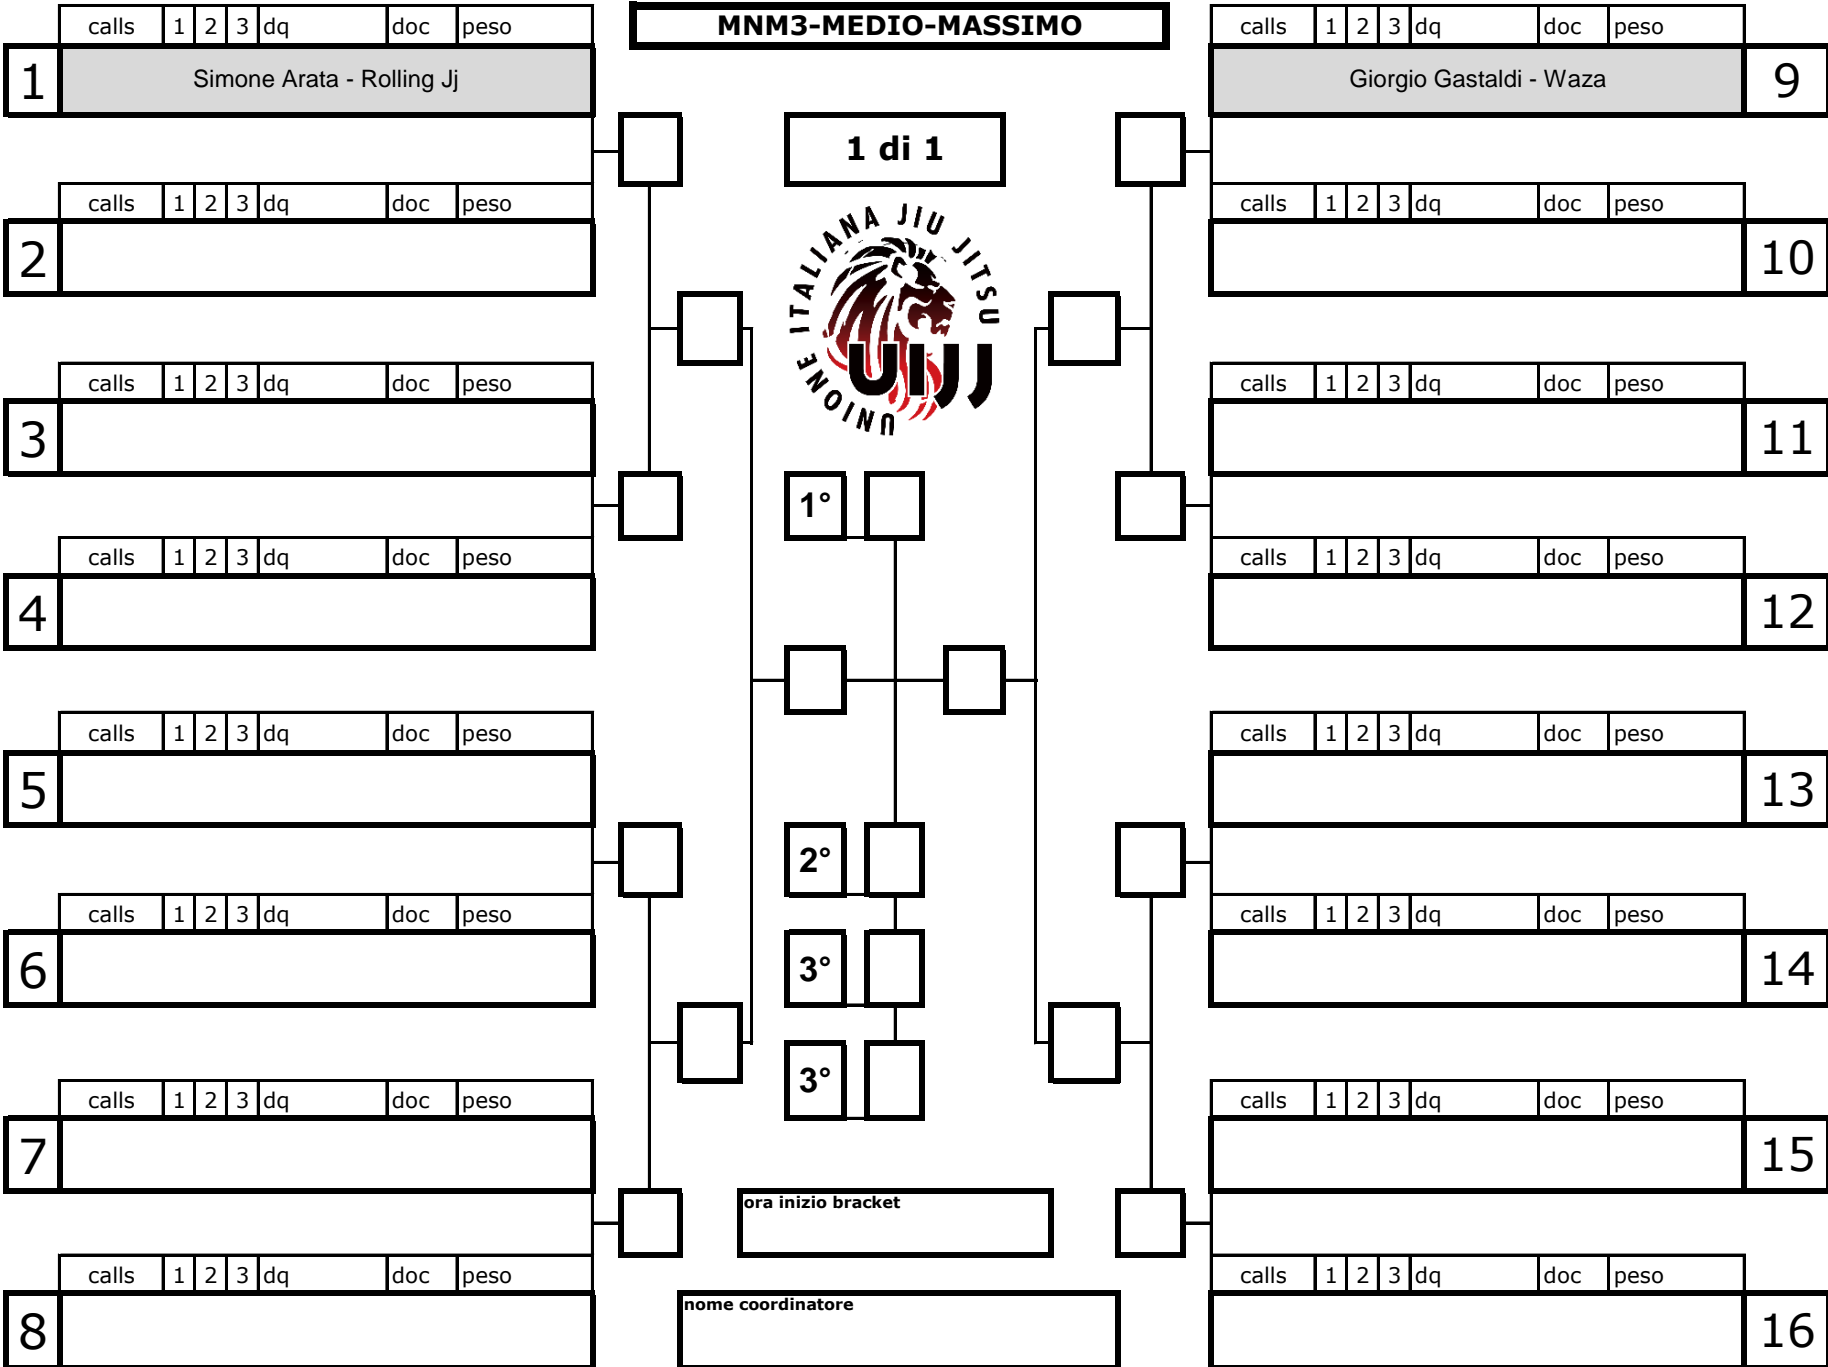 MNM3-MEDIO-MASSIMO
1 di 1
calls 1 2 3 dq doc peso
1 Simone Arata - Rolling Jj
calls 1 2 3 dq doc peso
2
calls 1 2 3 dq doc peso
3
calls 1 2 3 dq doc peso
4
calls 1 2 3 dq doc peso
5
calls 1 2 3 dq doc peso
6
calls 1 2 3 dq doc peso
7
calls 1 2 3 dq doc peso
8
UNIONE ITALIANA JIU JITSU
UIJJ
1°
2°
3°
3°
ora inizio bracket
nome coordinatore
calls 1 2 3 dq doc peso
Giorgio Gastaldi - Waza 9
calls 1 2 3 dq doc peso
10
calls 1 2 3 dq doc peso
11
calls 1 2 3 dq doc peso
12
calls 1 2 3 dq doc peso
13
calls 1 2 3 dq doc peso
14
calls 1 2 3 dq doc peso
15
calls 1 2 3 dq doc peso
16